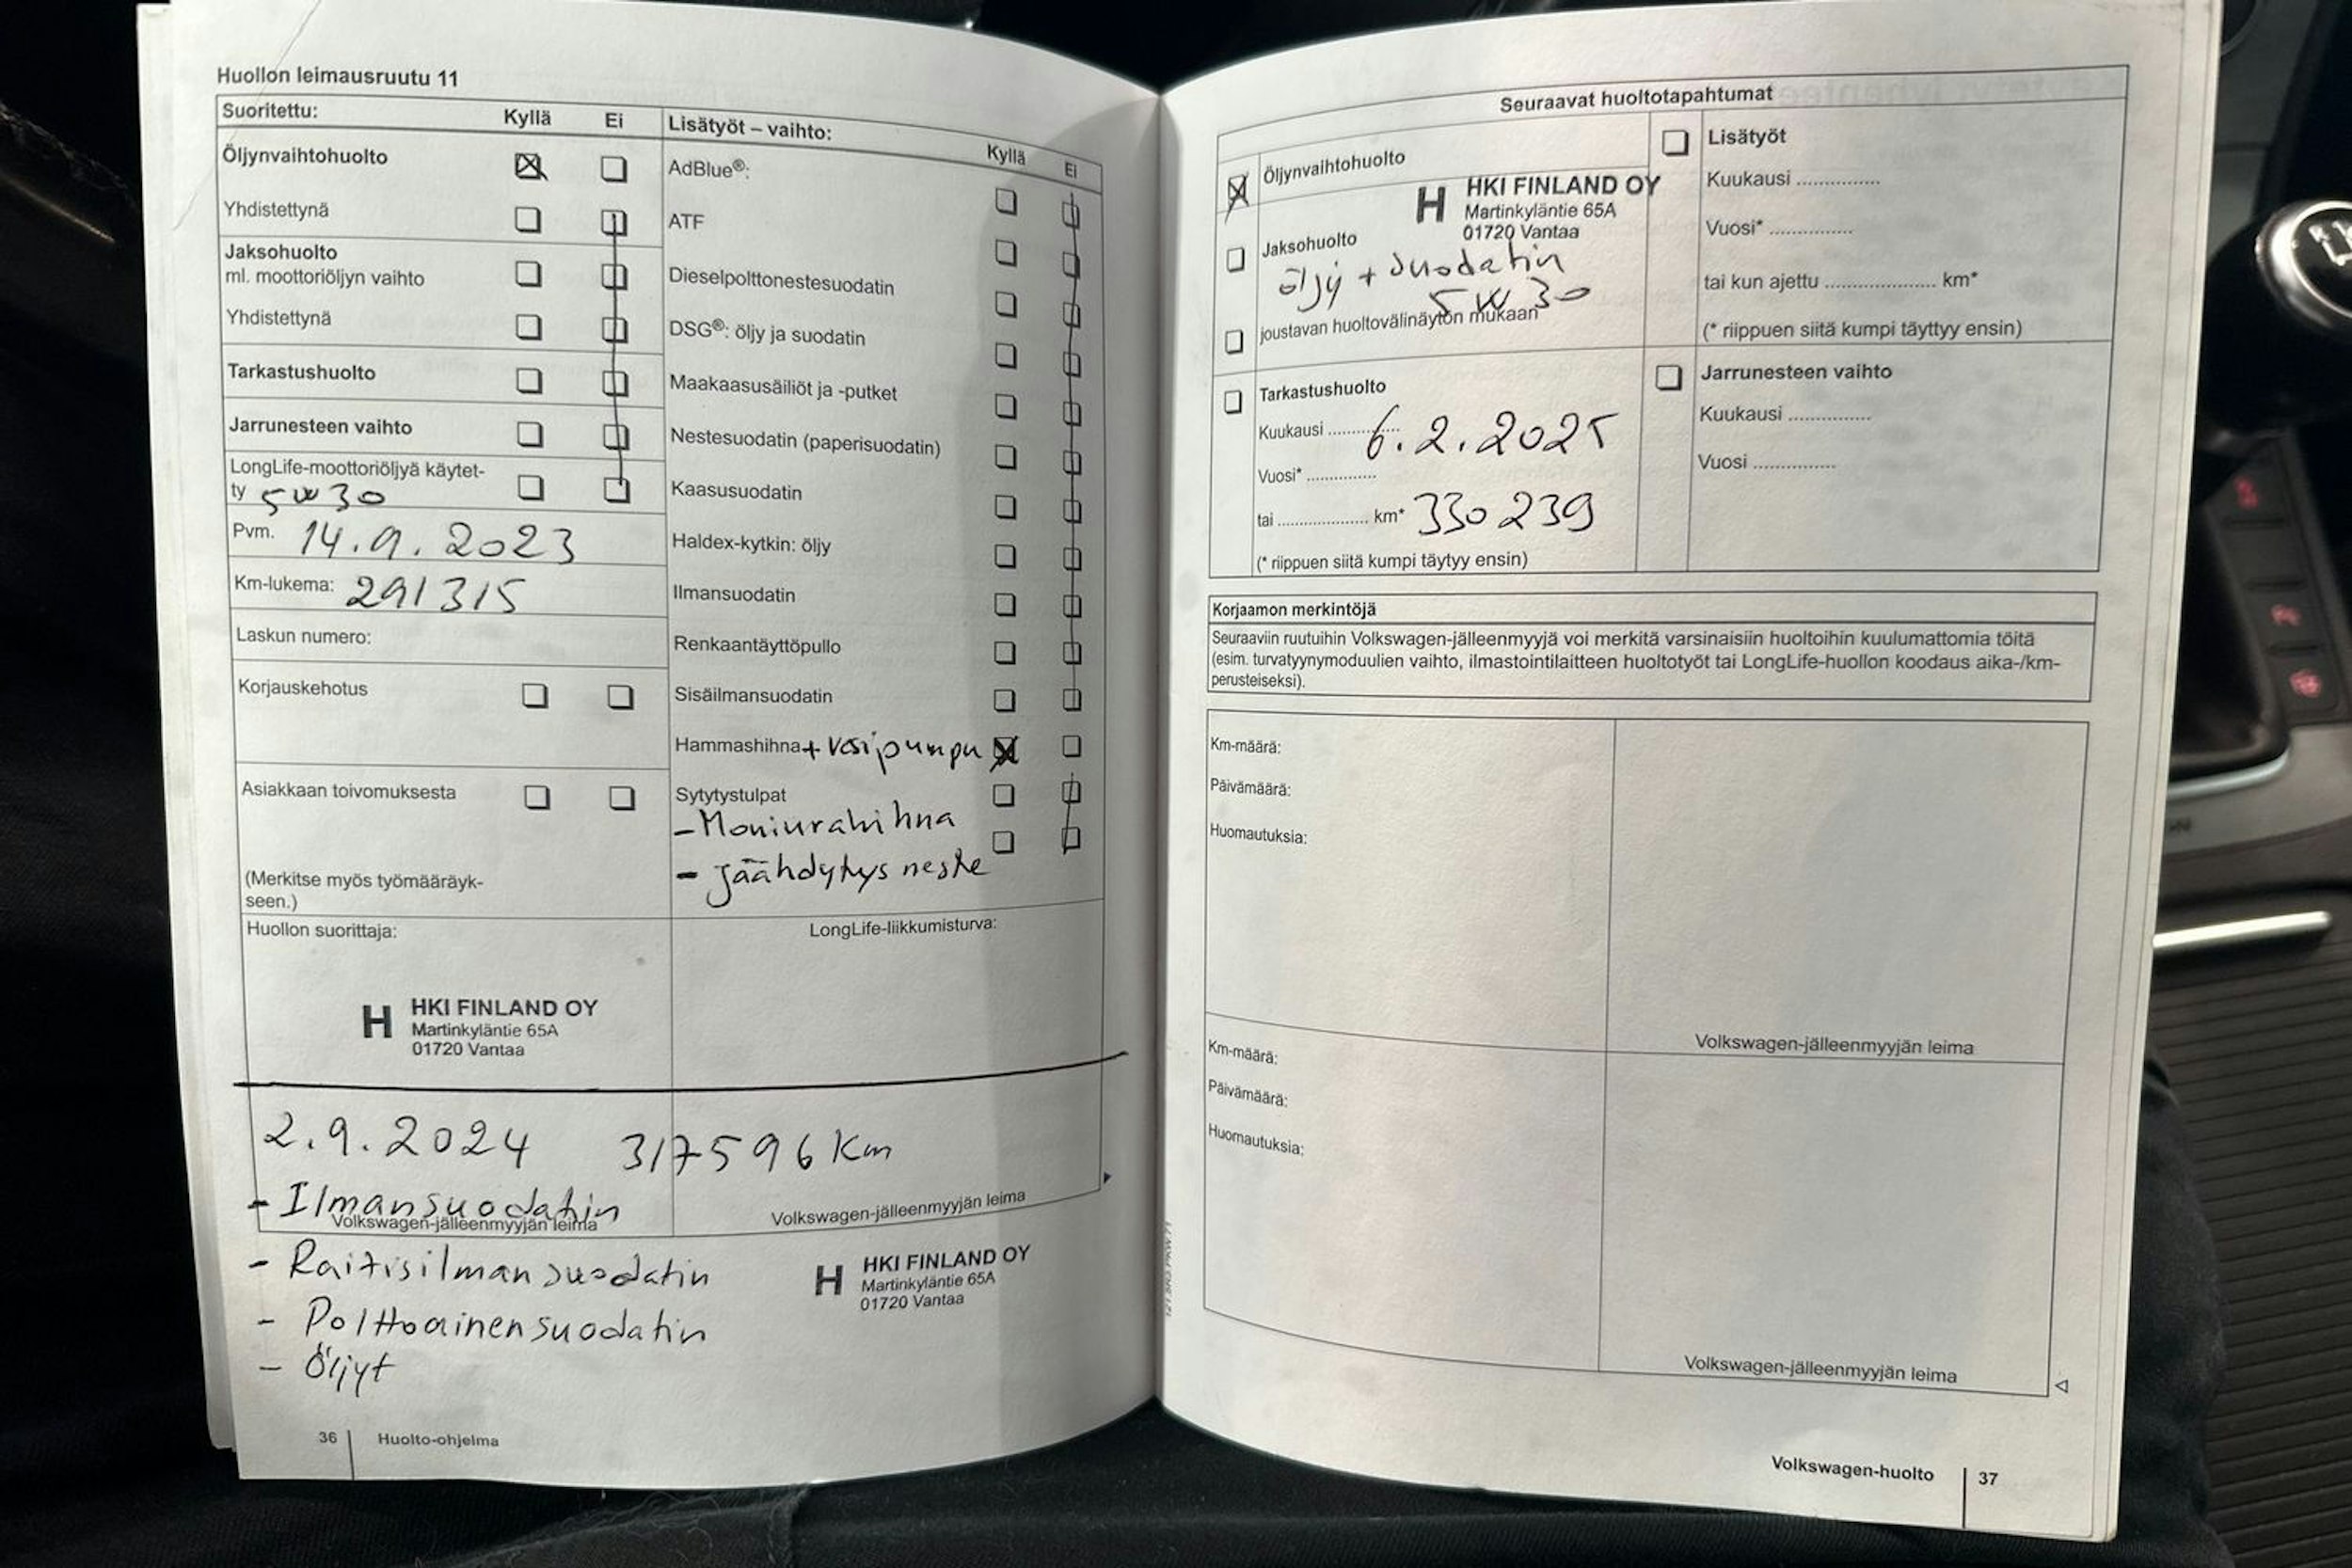 Huollon leimausruutu 11
Suoritettu: Kyllä Ei
Öljynvaihtohuolto
Yhdistettynä
Jaksohuolto
ml. moottoriöljyn vaihto
Yhdistettynä
Tarkastushuolto
Jarrunesteen vaihto
LongLife-moottoriöljyä käytet-
ty 5W30
Pvm. 14.9.2023
Km-lukema: 291315
Laskun numero:
Korjauskehotus
Asiakkaan toivomuksesta
(Merkitse myös työmääräyk-
seen.)
Lisätyöt – vaihto:
Kyllä Ei
AdBlue®:
ATF
Dieselpolttonestesuodatin
DSG®: öljy ja suodatin
Maakaasusäiliöt ja -putket
Nestesuodatin (paperisuodatin)
Kaasusuodatin
Haldex-kytkin: öljy
Ilmansuodatin
Renkaantäyttöpullo
Sisäilmansuodatin
Hammashihna + vesipumpu
Sytytystulpat
- Moniurahihna
- jäähdytys neste
Huollon suorittaja:
LongLife-liikkumisturva:
H HKI FINLAND OY
Martinkyläntie 65A
01720 Vantaa
2.9.2024 317596 Km
- Ilmansuodatin
Volkswagen-jälleenmyyjän leima
Volkswagen-jälleenmyyjän leima
- Raitisilmansuodatin
- Polttoainensuodatin
- Öljyt
H HKI FINLAND OY
Martinkyläntie 65A
01720 Vantaa
36 Huolto-ohjelma
Seuraavat huoltotapahtumat
Öljynvaihtohuolto
H HKI FINLAND OY
Martinkyläntie 65A
01720 Vantaa
Jaksohuolto
öljy + suodatin
5W30
joustavan huoltovälinäytön mukaan
Tarkastushuolto
Kuukausi ............ 6.2.2025
Vuosi* ............
tai ............ km* 330239
(* riippuen siitä kumpi täytyy ensin)
Lisätyöt
Kuukausi ............
Vuosi* ............
tai kun ajettu ............ km*
(* riippuen siitä kumpi täyttyy ensin)
Jarrunesteen vaihto
Kuukausi ............
Vuosi ............
Korjaamon merkintöjä
Seuraaviin ruutuihin Volkswagen-jälleenmyyjä voi merkitä varsinaisiin huoltoihin kuulumattomia töitä
(esim. turvatyynymoduulien vaihto, ilmastointilaitteen huoltotyöt tai LongLife-huollon koodaus aika-/km-
perusteiseksi).
Km-määrä:
Päivämäärä:
Huomautuksia:
Volkswagen-jälleenmyyjän leima
Km-määrä:
Päivämäärä:
Huomautuksia:
Volkswagen-jälleenmyyjän leima
Volkswagen-huolto 37